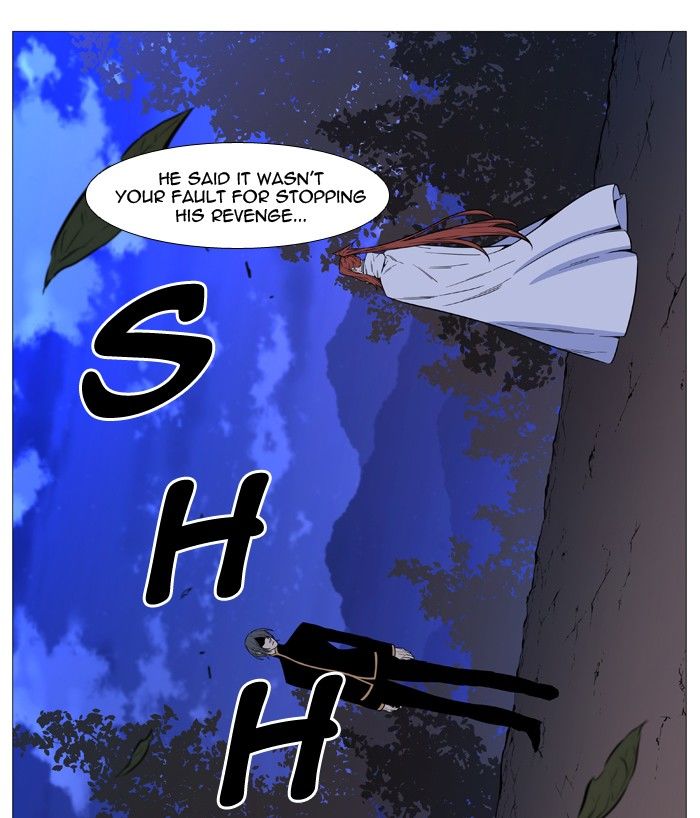 HE SAID IT WASN'T
YOUR FAULT FOR STOPPING
HIS REVENGE...
S
H
H